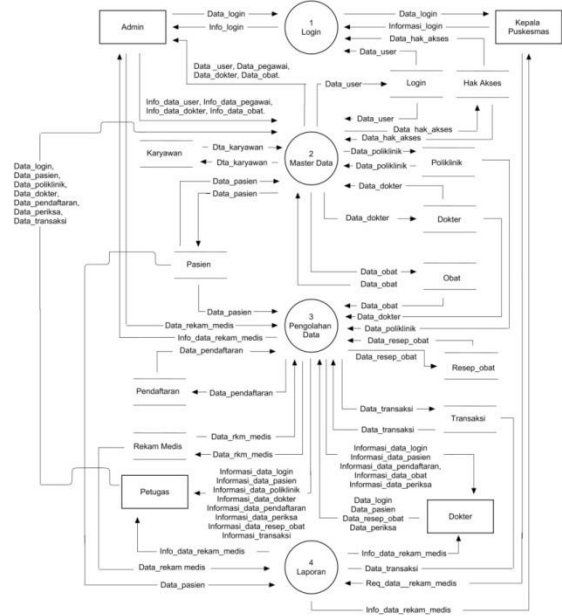 Admin
Data_login
Info_login
1
Login
Data_login
Informasi_login
Data_hak_akses
Data_user
Kepala
Puskesmas
Data _user, Data_pegawai,
Data_dokter, Data_obat.
Data_user
Login
Hak Akses
Info_data_user, Info_data_pegawai,
Info_data_dokter, Info_data_obat.
Data_user
Data_hak_akses
Data_hak_akses
Karyawan
Dta_karyawan
Dta_karyawan
2
Master Data
Data_poliklinik
Data_poliklinik
Poliklinik
Data_login,
Data_pasien,
Data_poliklinik,
Data_dokter,
Data_pendaftaran,
Data_periksa,
Data_transaksi
Data_pasien
Data_pasien
Data_dokter
Data_dokter
Dokter
Pasien
Data_obat
Data_obat
Obat
Data_pasien
Data_rekam_medis
Info_data_rekam_medis
3
Pengolahan
Data
Data_obat
Data_dokter
Data_poliklinik
Data_resep_obat
Data_resep_obat
Resep_obat
Data_pendaftaran
Pendaftaran
Data_pendaftaran
Data_transaksi
Data_transaksi
Transaksi
Rekam Medis
Data_rkm_medis
Data_rkm_medis
Informasi_data_login
Informasi_data_pasien
Informasi_data_pendaftaran,
Informasi_data_obat
Informasi_data_periksa
Petugas
Informasi_data_login
Informasi_data_pasien
Informasi_data_poliklinik
Informasi_data_dokter
Informasi_data_pendaftaran
Informasi_data_periksa
Informasi_data_resep_obat
Informasi_transaksi
Data_login
Data_pasien
Data_resep_obat
Data_periksa
Dokter
Info_data_rekam_medis
Data_rekam medis
Data_pasien
4
Laporan
Info_data_rekam_medis
Data_transaksi
Req_data__rekam_medis
Info_data_rekam_medis